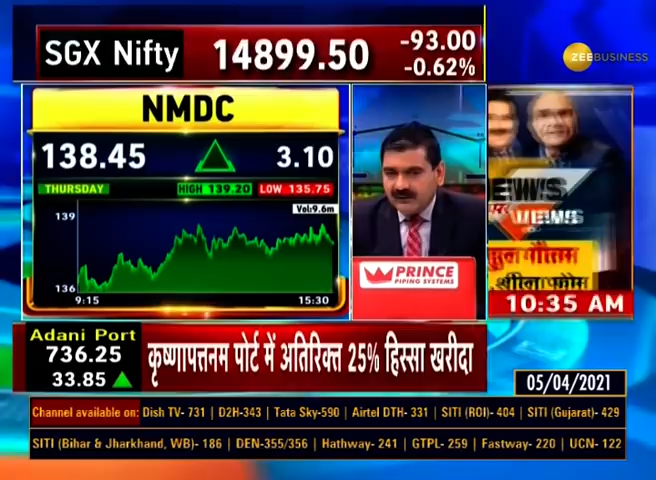 SGX Nifty 14899.50 -93.00
-0.62%
ZEE BUSINESS
NMDC
138.45 3.10
THURSDAY HIGH 139.20 LOW 135.75
Vol:9.6m
139
136
9:15 15:30
PRINCE
PIPING SYSTEMS
10:35 AM
Adani Port
736.25
33.85
कृष्णापत्तनम पोर्ट में अतिरिक्त 25% हिस्सा खरीदा
05/04/2021
Channel available on: Dish TV- 731 | D2H-343 | Tata Sky-590 | Airtel DTH- 331 | SITI (ROI)- 404 | SITI (Gujarat)- 429
SITI (Bihar & Jharkhand, WB)- 186 | DEN-355/356 | Hathway- 241 | GTPL- 259 | Fastway- 220 | UCN- 122